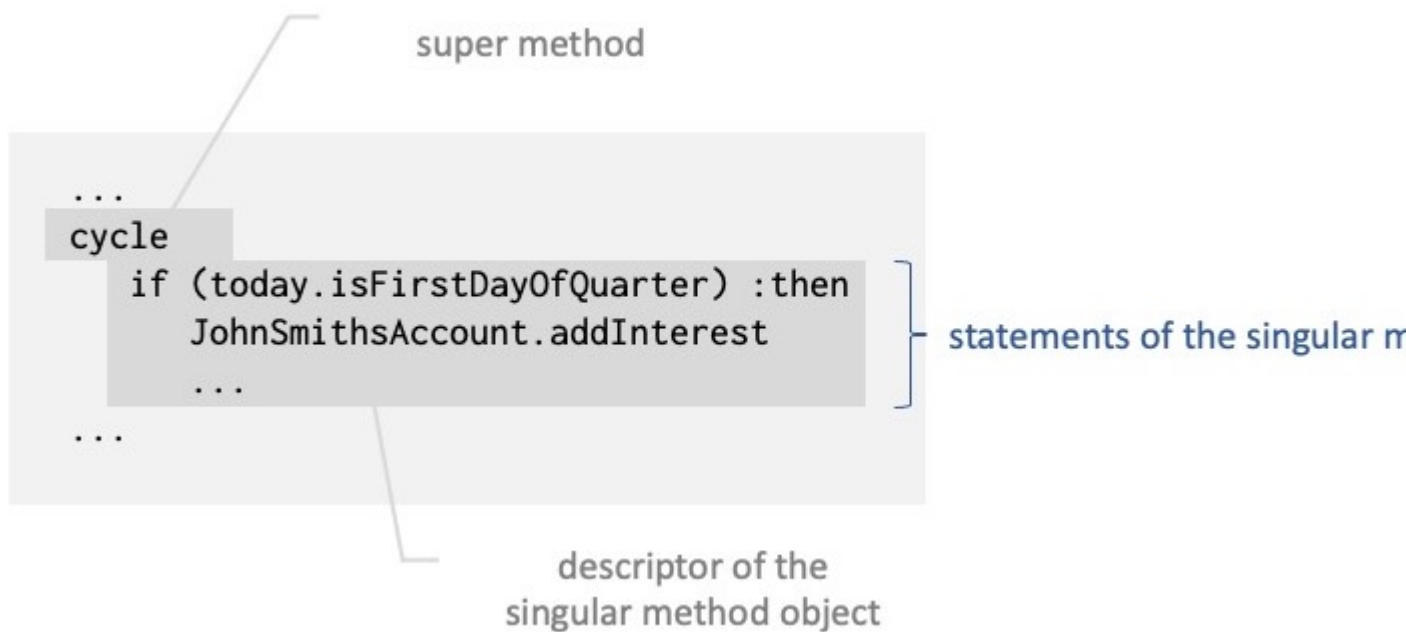 super method
...
cycle
if (today.isFirstDayOfQuarter) :then
JohnSmithsAccount.addInterest
...
...
statements of the singular
descriptor of the
singular method object